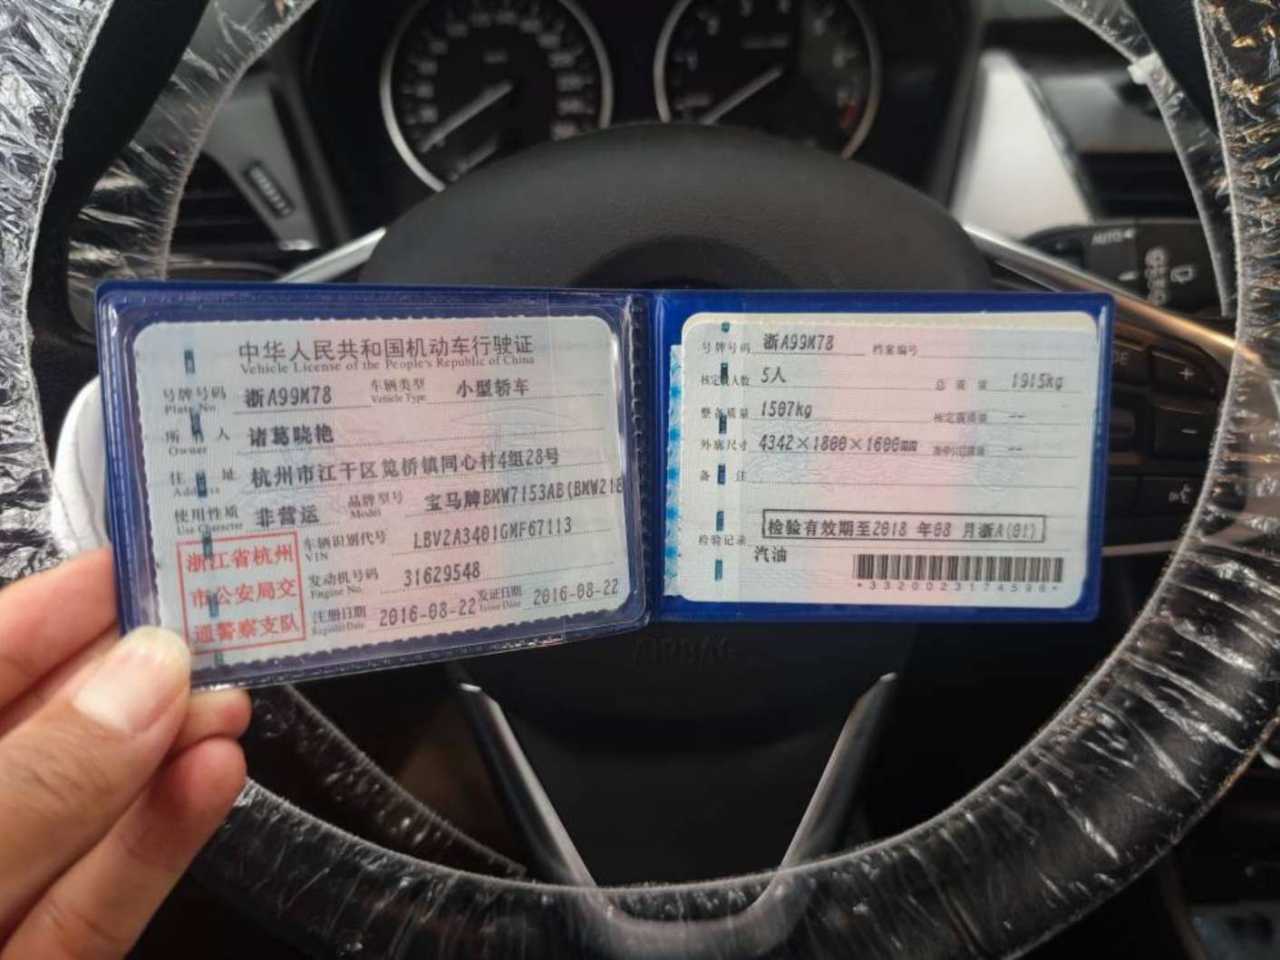 中华人民共和国机动车行驶证
Vehicle License of the People's Republic of China
号牌号码 浙A99M78 车辆类型 小型轿车
Plate No. Vehicle Type
所有人 诸葛晓艳
Owner
住址 杭州市江干区笕桥镇同心村4组28号
Address
使用性质 非营运 品牌型号 宝马牌BMW7153AB(BMW218
Use Character Model
浙江省杭州
市公安局交
通警察支队
车辆识别代号 LBV2A3401GMF67113
VIN
发动机号码 31629548
Engine No.
注册日期 2016-08-22 发证日期 2016-08-22
Register Date Issue Date
号牌号码 浙A99M78 档案编号
核定载人数 5人 总质量 1915kg
整备质量 1507kg 核定载质量 --
外廓尺寸 4342×1800×1600mm --
备注
检验记录 检验有效期至2018 年08 月浙A(01)
汽油
*3320023174596*
AIRBAG